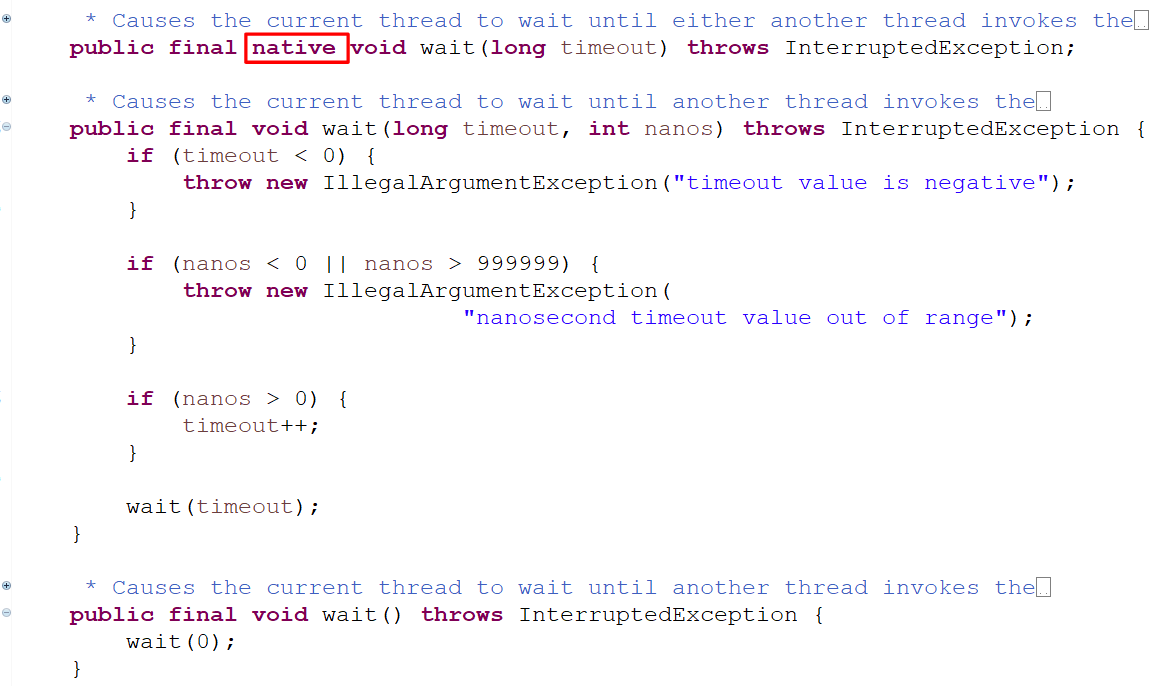 * Causes the current thread to wait until either another thread invokes the
public final native void wait(long timeout) throws InterruptedException;
* Causes the current thread to wait until another thread invokes the
public final void wait(long timeout, int nanos) throws InterruptedException {
if (timeout < 0) {
throw new IllegalArgumentException("timeout value is negative");
}
if (nanos < 0 || nanos > 999999) {
throw new IllegalArgumentException(
"nanosecond timeout value out of range");
}
if (nanos > 0) {
timeout++;
}
wait(timeout);
}
* Causes the current thread to wait until another thread invokes the
public final void wait() throws InterruptedException {
wait(0);
}